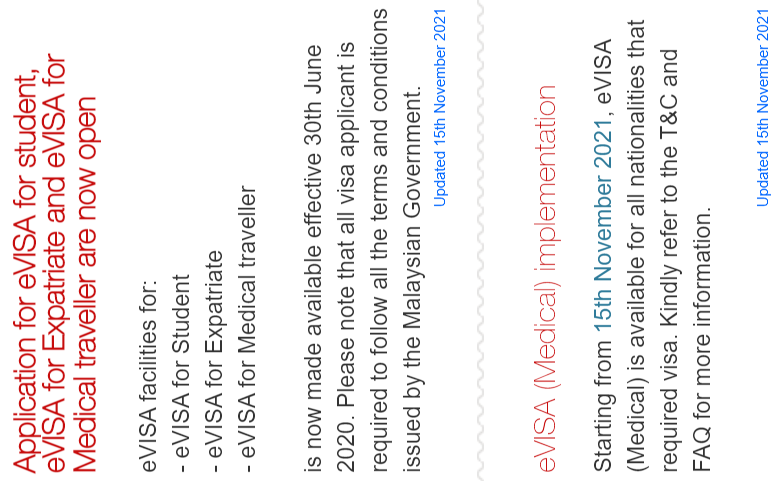 Application for eVISA for student,
eVISA for Expatriate and eVISA for
Medical traveller are now open
eVISA facilities for:
- eVISA for Student
- eVISA for Expatriate
- eVISA for Medical traveller
is now made available effective 30th June
2020. Please note that all visa applicant is
required to follow all the terms and conditions
issued by the Malaysian Government.
Updated 15th November 2021
eVISA (Medical) implementation
Starting from 15th November 2021, eVISA
(Medical) is available for all nationalities that
required visa. Kindly refer to the T&C and
FAQ for more information.
Updated 15th November 2021